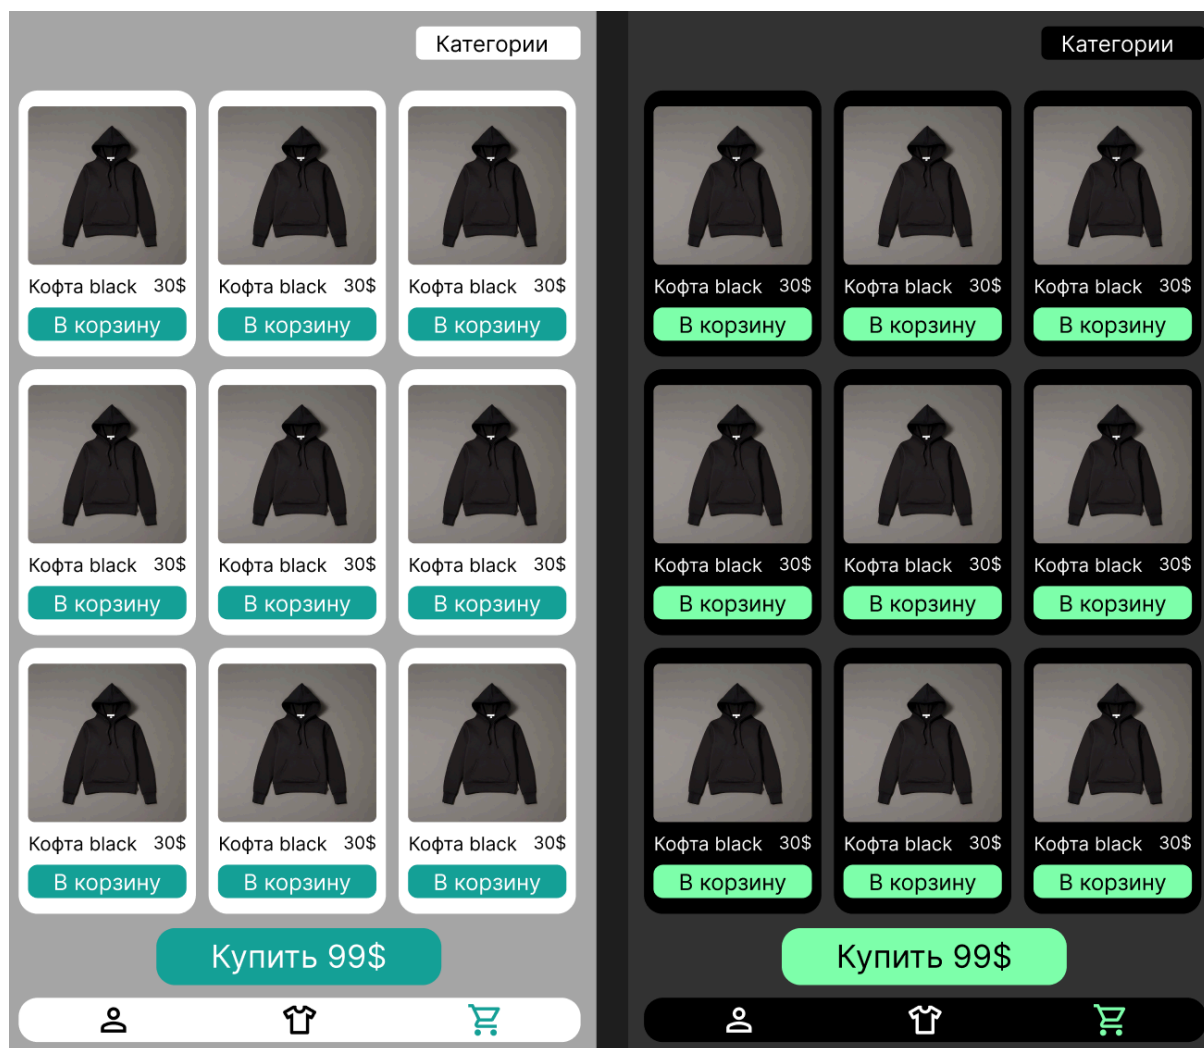 Категории
Кофта black 30$ Кофта black 30$ Кофта black 30$
В корзину В корзину В корзину
Кофта black 30$ Кофта black 30$ Кофта black 30$
В корзину В корзину В корзину
Кофта black 30$ Кофта black 30$ Кофта black 30$
В корзину В корзину В корзину
Купить 99$
Категории
Кофта black 30$ Кофта black 30$ Кофта black 30$
В корзину В корзину В корзину
Кофта black 30$ Кофта black 30$ Кофта black 30$
В корзину В корзину В корзину
Кофта black 30$ Кофта black 30$ Кофта black 30$
В корзину В корзину В корзину
Купить 99$